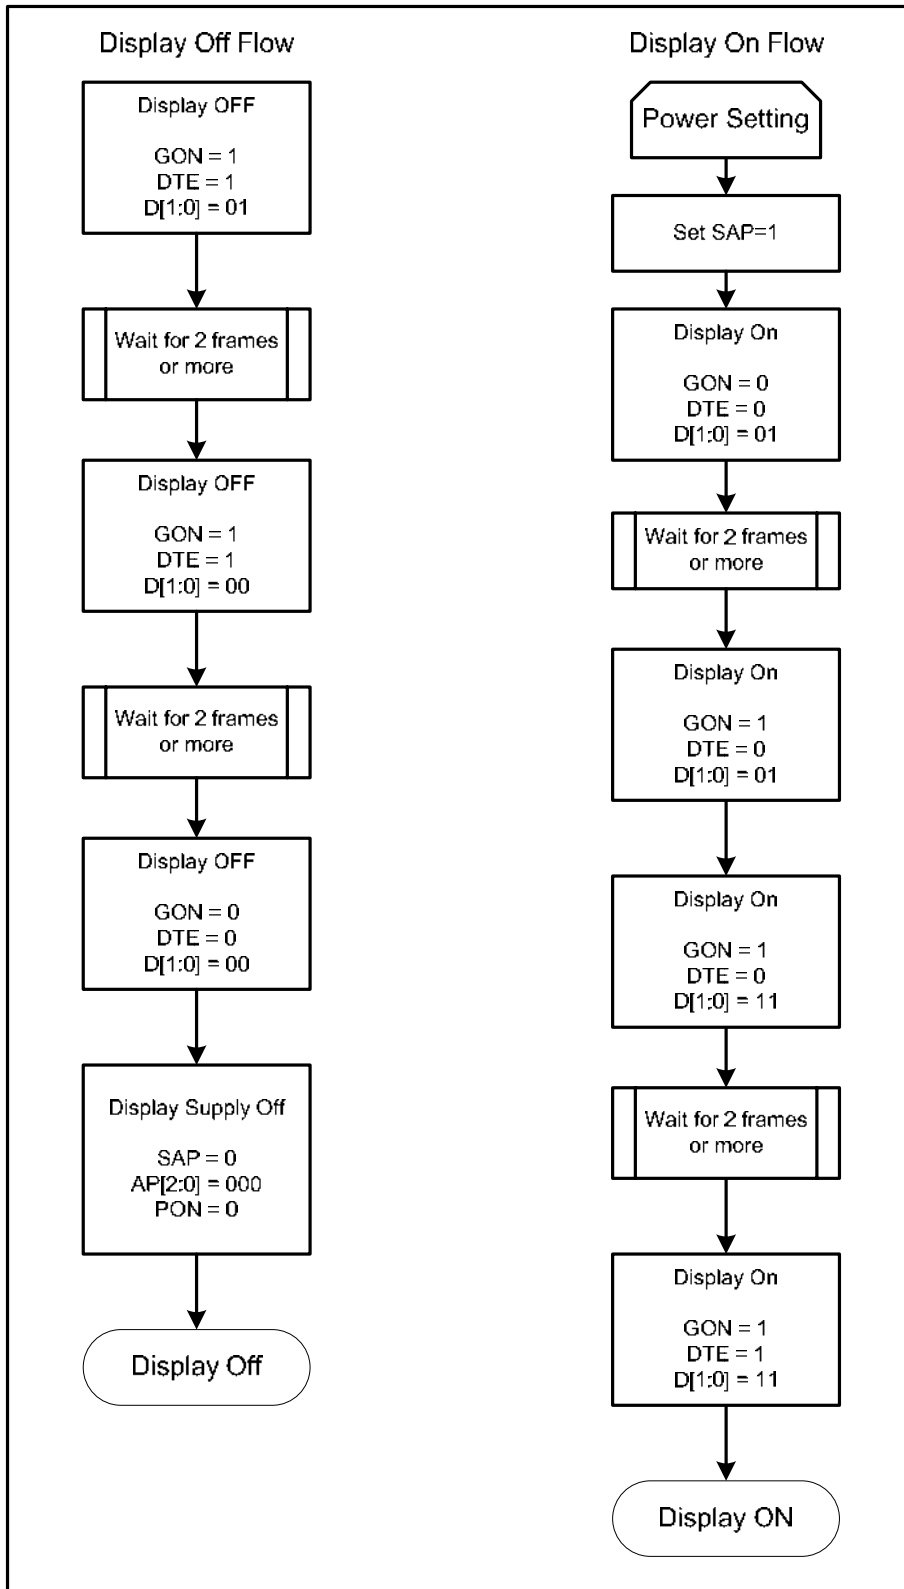 Display Off Flow
Display OFF
GON = 1
DTE = 1
D[1:0] = 01
Wait for 2 frames
or more
Display OFF
GON = 1
DTE = 1
D[1:0] = 00
Wait for 2 frames
or more
Display OFF
GON = 0
DTE = 0
D[1:0] = 00
Display Supply Off
SAP = 0
AP[2:0] = 000
PON = 0
Display Off
Display On Flow
Power Setting
Set SAP=1
Display On
GON = 0
DTE = 0
D[1:0] = 01
Wait for 2 frames
or more
Display On
GON = 1
DTE = 0
D[1:0] = 01
Display On
GON = 1
DTE = 0
D[1:0] = 11
Wait for 2 frames
or more
Display On
GON = 1
DTE = 1
D[1:0] = 11
Display ON